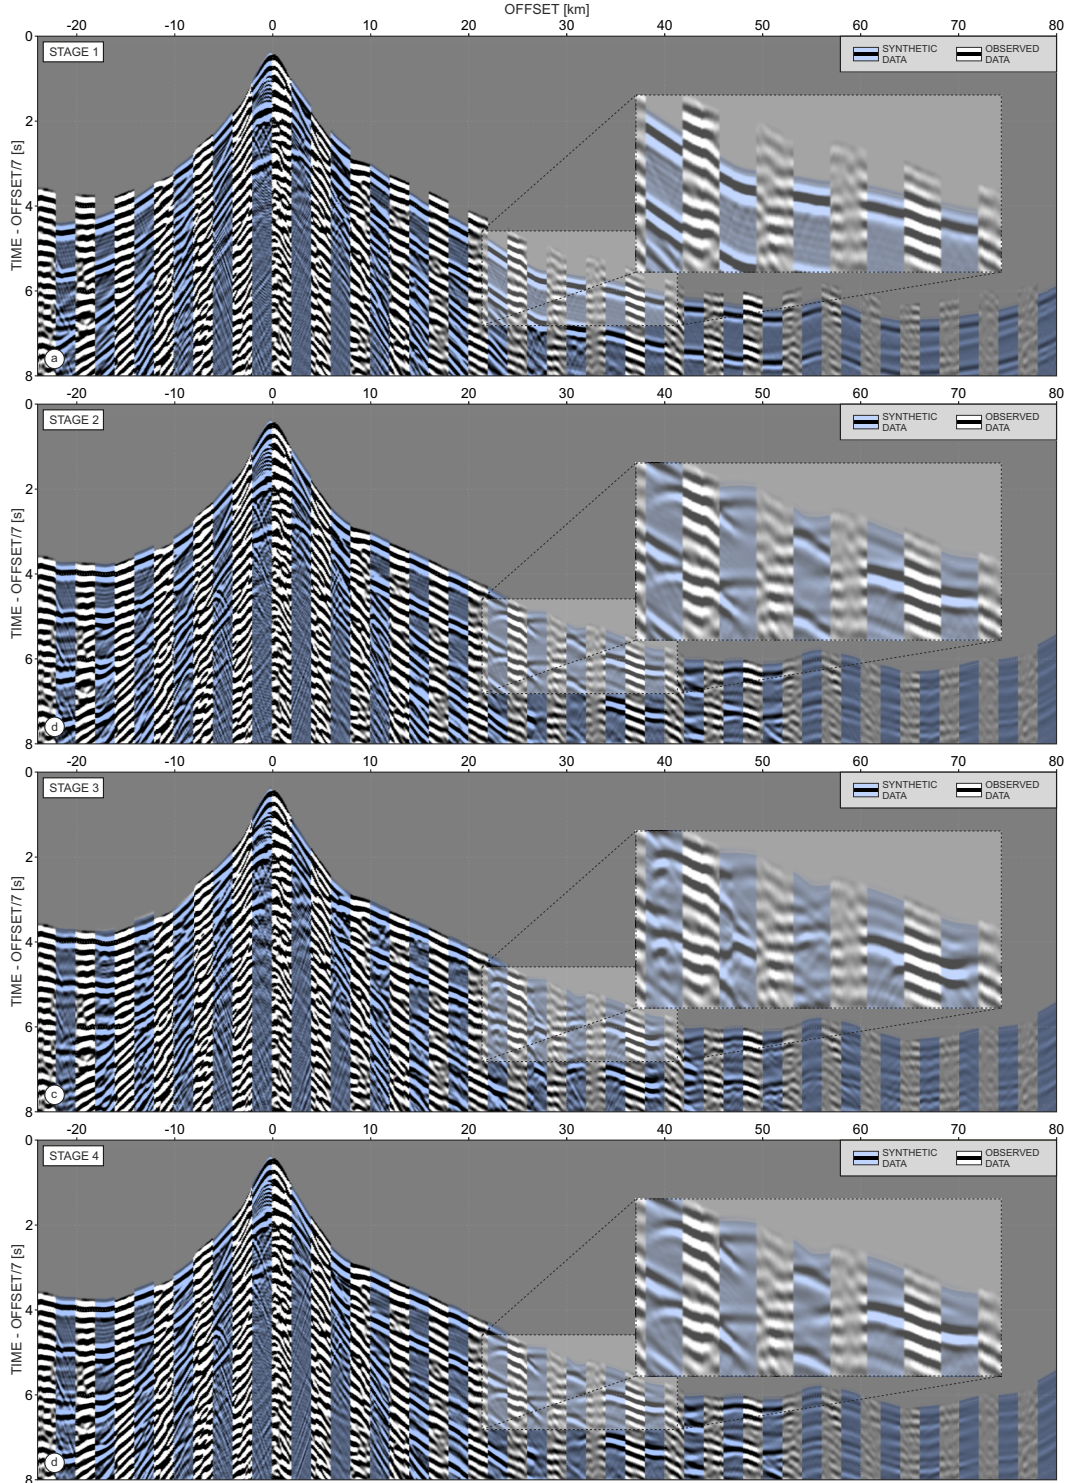 OFFSET [km]
-20 -10 0 10 20 30 40 50 60 70 80
STAGE 1
SYNTHETIC DATA
OBSERVED DATA
TIME - OFFSET/7 [s]
0
2
4
6
8
a
-20 -10 0 10 20 30 40 50 60 70 80
STAGE 2
SYNTHETIC DATA
OBSERVED DATA
TIME - OFFSET/7 [s]
0
2
4
6
8
d
-20 -10 0 10 20 30 40 50 60 70 80
STAGE 3
SYNTHETIC DATA
OBSERVED DATA
TIME - OFFSET/7 [s]
0
2
4
6
8
c
-20 -10 0 10 20 30 40 50 60 70 80
STAGE 4
SYNTHETIC DATA
OBSERVED DATA
TIME - OFFSET/7 [s]
0
2
4
6
8
d